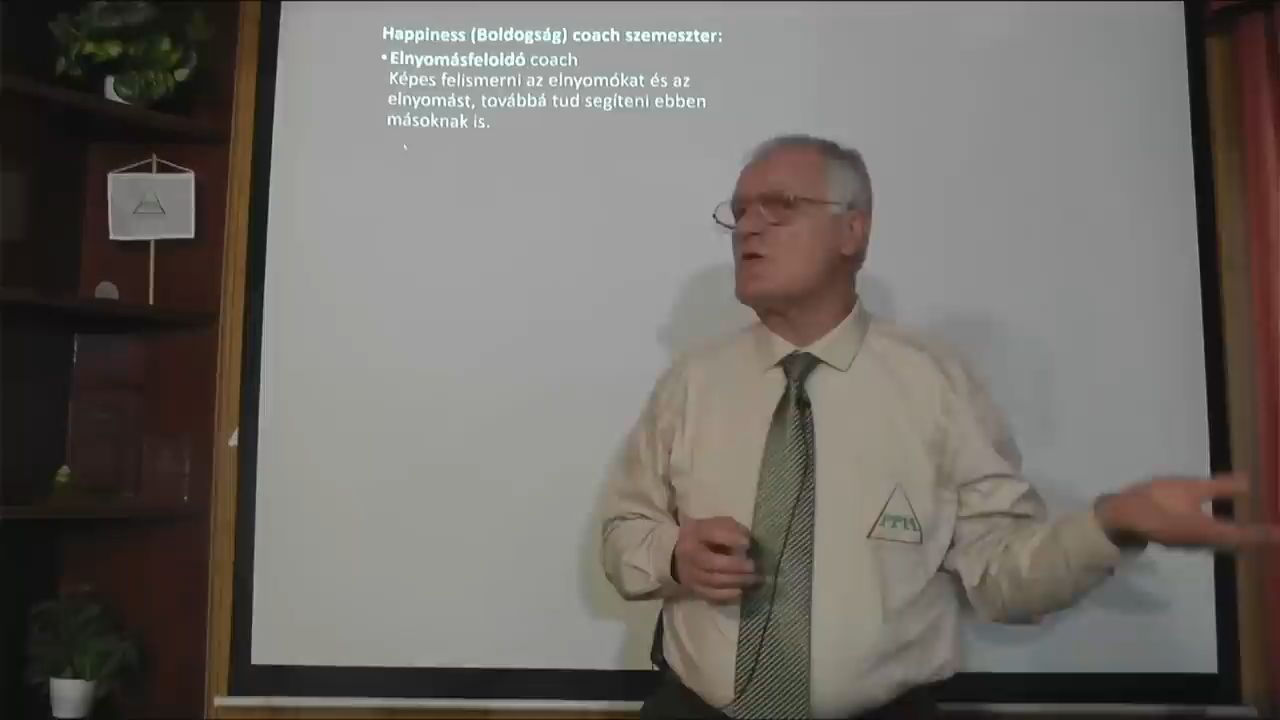 Happiness (Boldogság) coach szemeszter:
•Elnyomásfeloldó coach
Képes felismerni az elnyomókat és az
elnyomást, továbbá tud segíteni ebben
másoknak is.